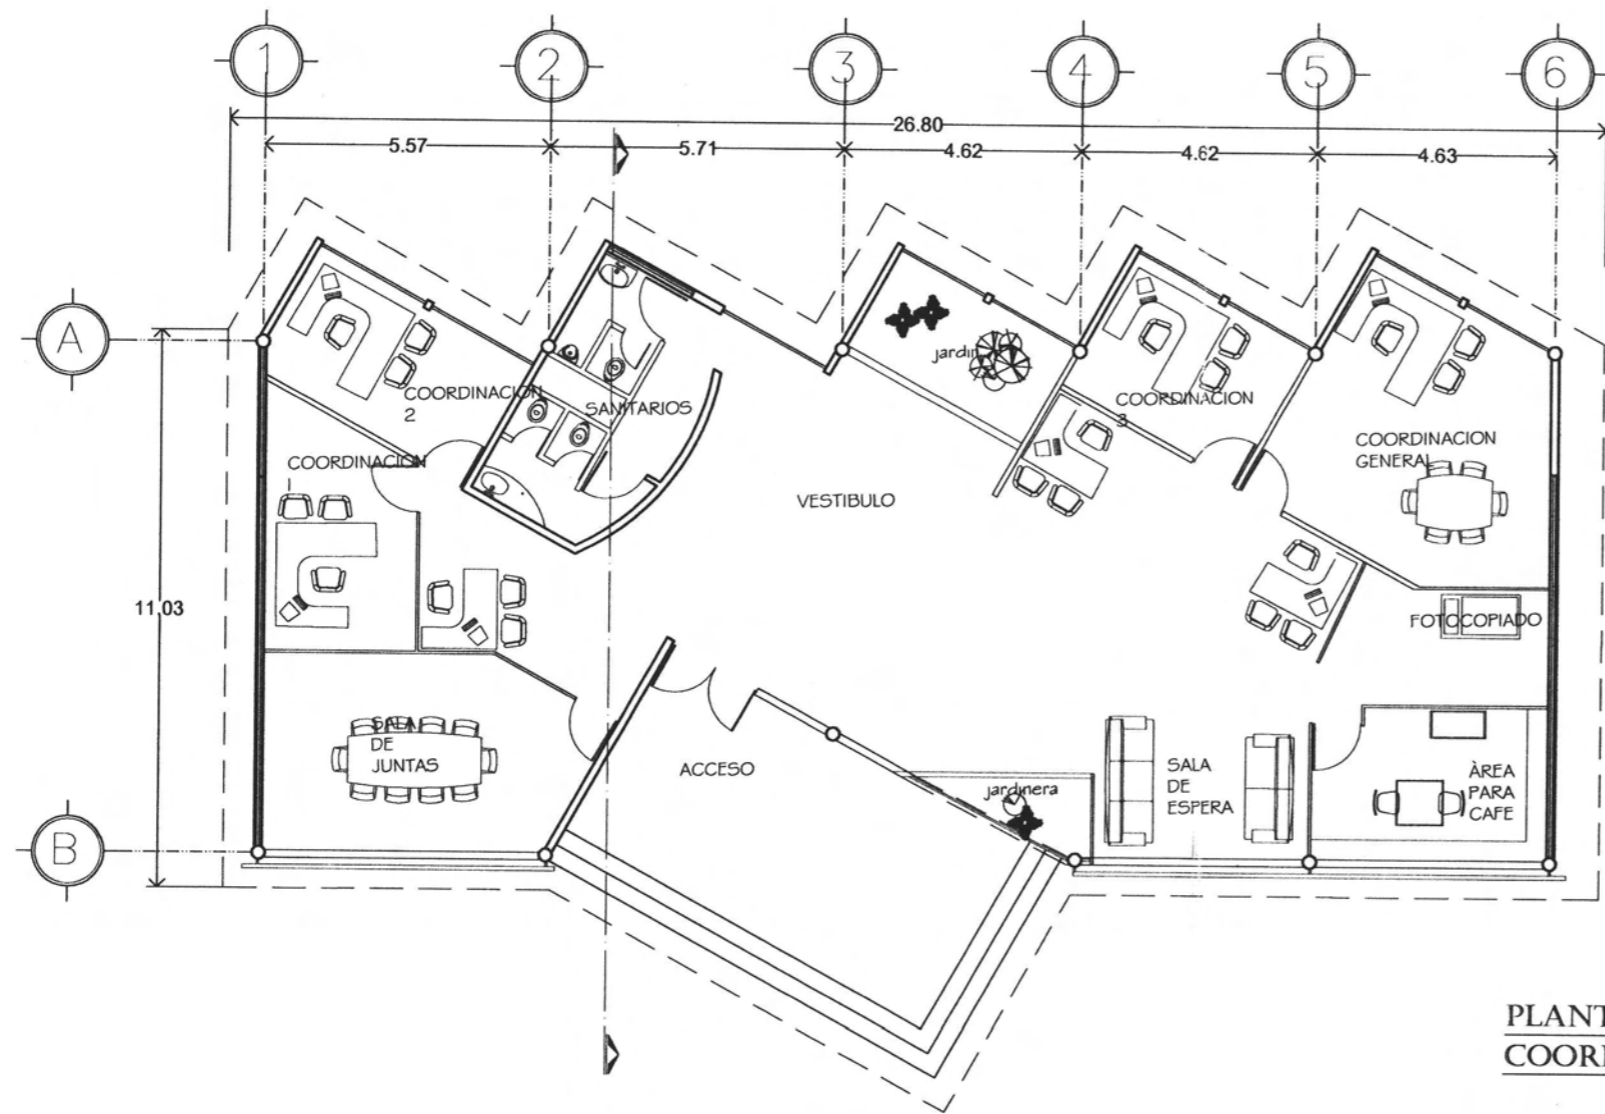 1 2 3 4 5 6
26.80
5.57 5.71 4.62 4.62 4.63
A
jardin
COORDINACION
2
SANITARIOS
COORDINACION
3
COORDINACION
GENERAL
COORDINACION
VESTIBULO
11.03
FOTOCOPIADO
SALA
DE
JUNTAS
ACCESO
jardinera
SALA
DE
ESPERA
ÀREA
PARA
CAFE
B
PLANT
COORI